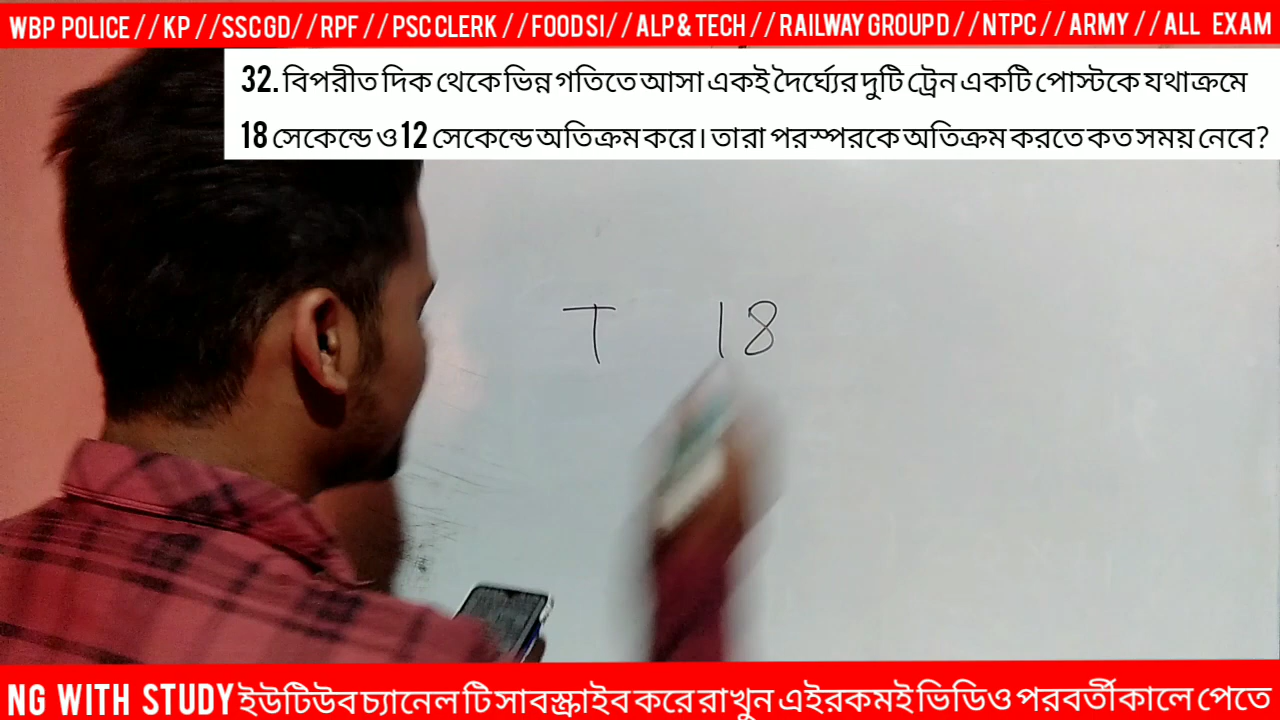 WBP POLICE // KP //SSC GD// RPF // PSC CLERK // FOOD SI// ALP & TECH // RAILWAY GROUP D // NTPC // ARMY // ALL EXAM
32. বিপরীত দিক থেকে ভিন্ন গতিতে আসা একই দৈর্ঘ্যের দুটি ট্রেন একটি পোস্টকে যথাক্রমে
18 সেকেন্ডে ও 12 সেকেন্ডে অতিক্রম করে। তারা পরস্পরকে অতিক্রম করতে কত সময় নেবে?
T 18
NG WITH STUDY ইউটিউব চ্যানেল টি সাবস্ক্রাইব করে রাখুন এইরকমই ভিডিও পরবর্তীকালে পেতে